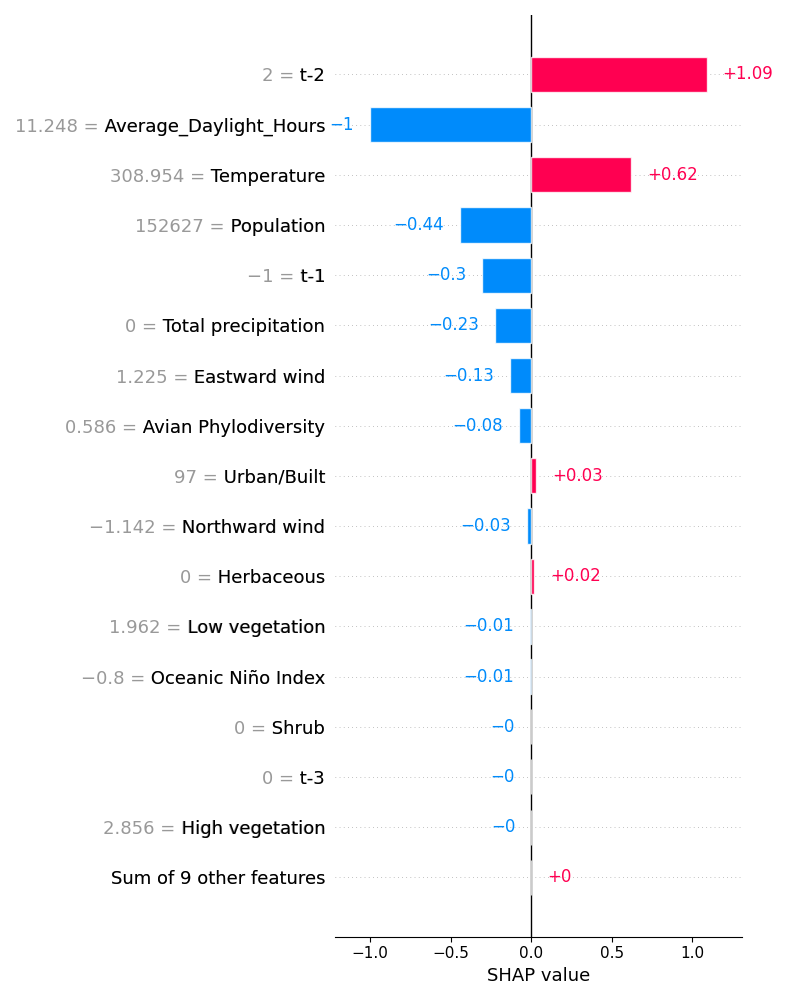 2 = t-2 +1.09
11.248 = Average_Daylight_Hours −1
308.954 = Temperature +0.62
152627 = Population −0.44
−1 = t-1 −0.3
0 = Total precipitation −0.23
1.225 = Eastward wind −0.13
0.586 = Avian Phylodiversity −0.08
97 = Urban/Built +0.03
−1.142 = Northward wind −0.03
0 = Herbaceous +0.02
1.962 = Low vegetation −0.01
−0.8 = Oceanic Niño Index −0.01
0 = Shrub −0
0 = t-3 −0
2.856 = High vegetation −0
Sum of 9 other features +0
−1.0 −0.5 0.0 0.5 1.0
SHAP value